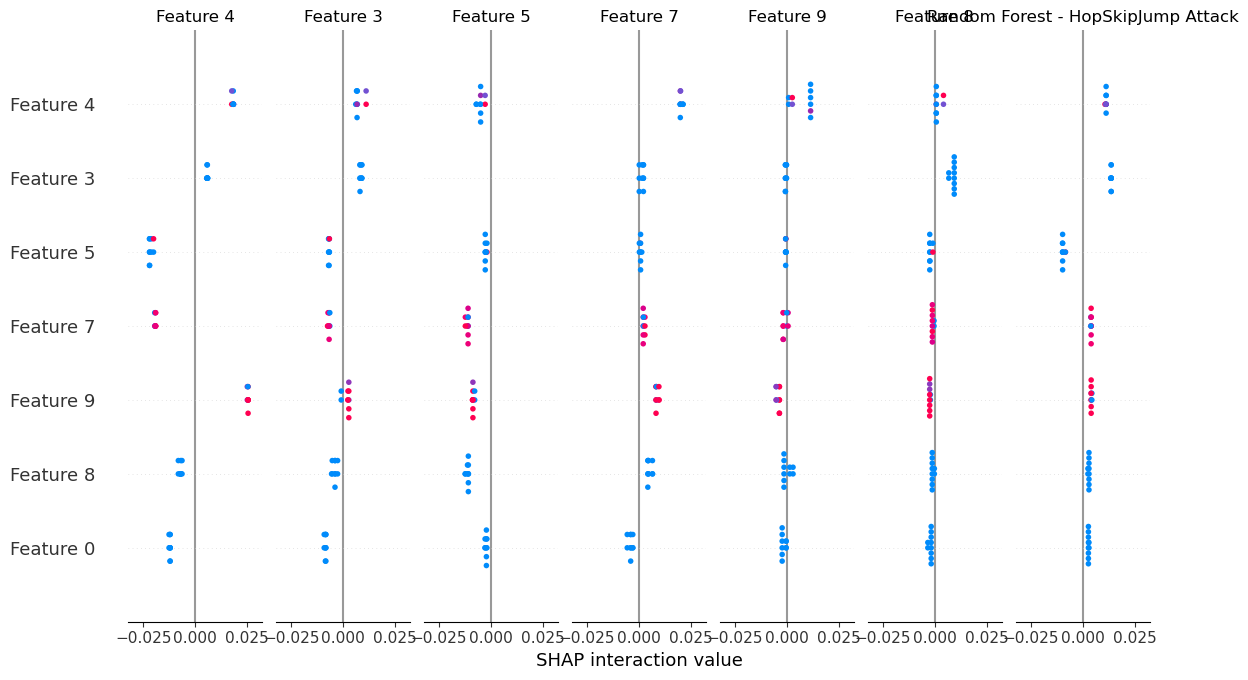 Feature 4 Feature 3 Feature 5 Feature 7 Feature 9 Feature 8 Random Forest - HopSkipJump Attack
Feature 4
Feature 3
Feature 5
Feature 7
Feature 9
Feature 8
Feature 0
−0.025 0.000 0.025 −0.025 0.000 0.025 −0.025 0.000 0.025 −0.025 0.000 0.025 −0.025 0.000 0.025 −0.025 0.000 0.025 −0.025 0.000 0.025
SHAP interaction value